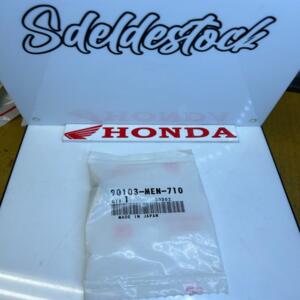 Sdeldestock
HONDA
90103-MEN-710
MADE IN JAPAN